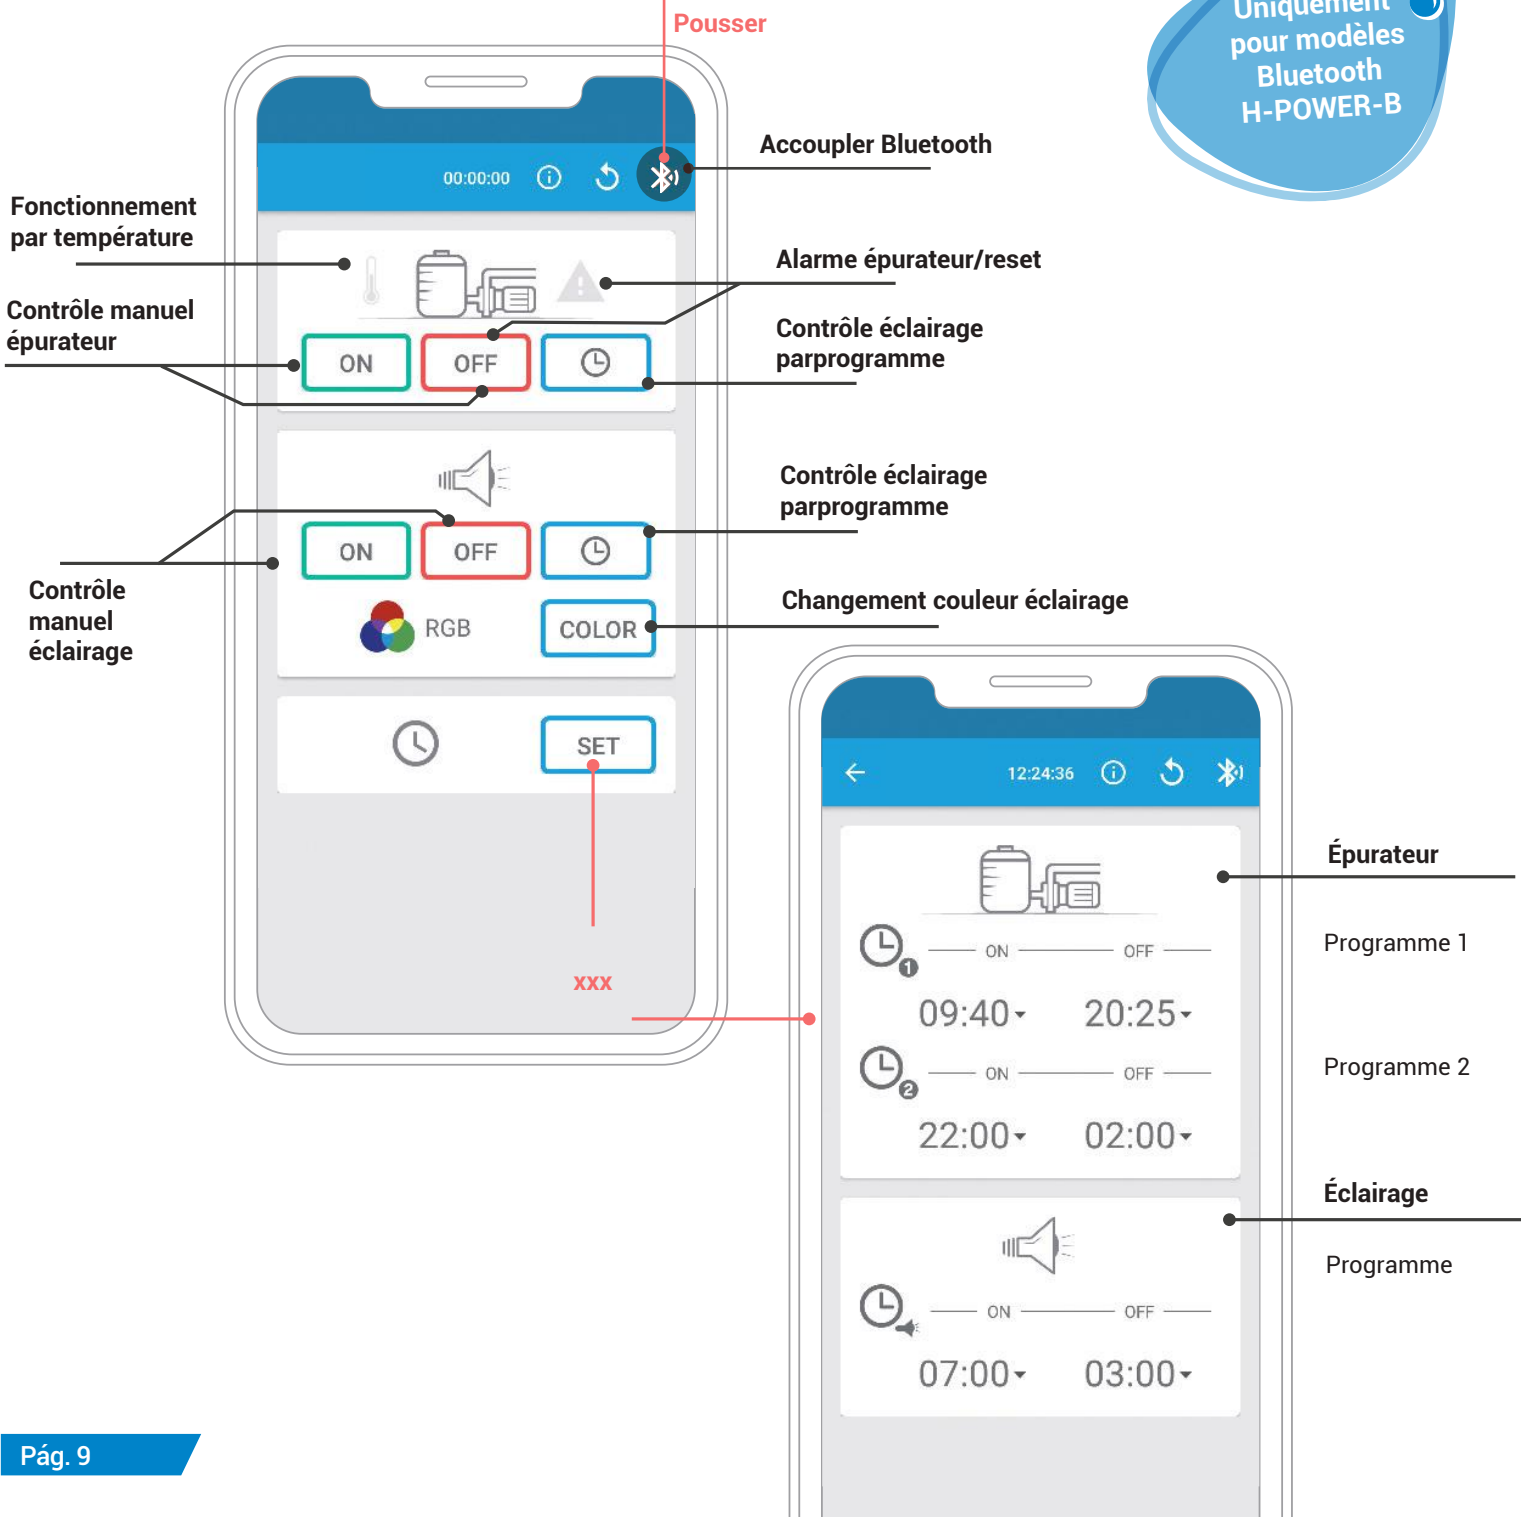 Pousser
Uniquement
pour modèles
Bluetooth
H-POWER-B
Accoupler Bluetooth
00:00:00
Fonctionnement
par température
Alarme épurateur/reset
Contrôle manuel
épurateur
Contrôle éclairage
parprogramme
ON
OFF
Contrôle éclairage
parprogramme
ON
OFF
Contrôle
manuel
éclairage
Changement couleur éclairage
RGB
COLOR
SET
xxx
12:24:36
Épurateur
Programme 1
1
ON
OFF
09:40
20:25
Programme 2
2
ON
OFF
22:00
02:00
Éclairage
Programme
ON
OFF
07:00
03:00
Pág. 9